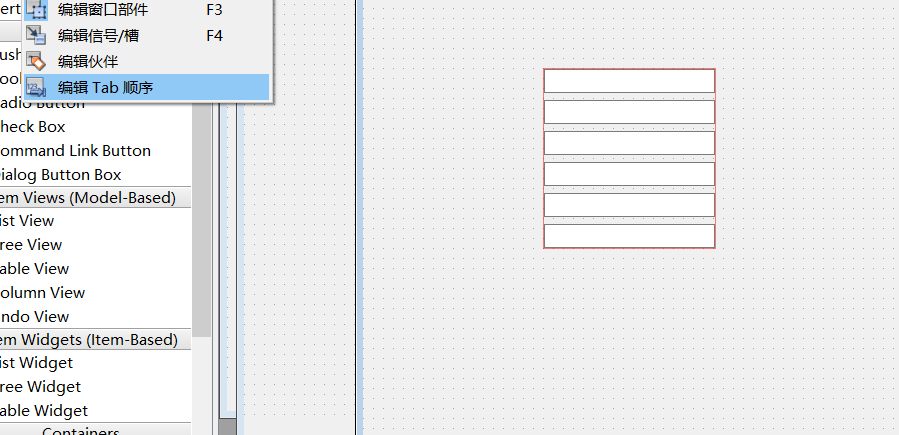 ert
编辑窗口部件 F3
编辑信号/槽 F4
编辑伙伴
编辑 Tab 顺序
ush
ool
adio Button
heck Box
ommand Link Button
ialog Button Box
em Views (Model-Based)
ist View
ree View
able View
olumn View
ndo View
em Widgets (Item-Based)
ist Widget
ree Widget
able Widget
Containers